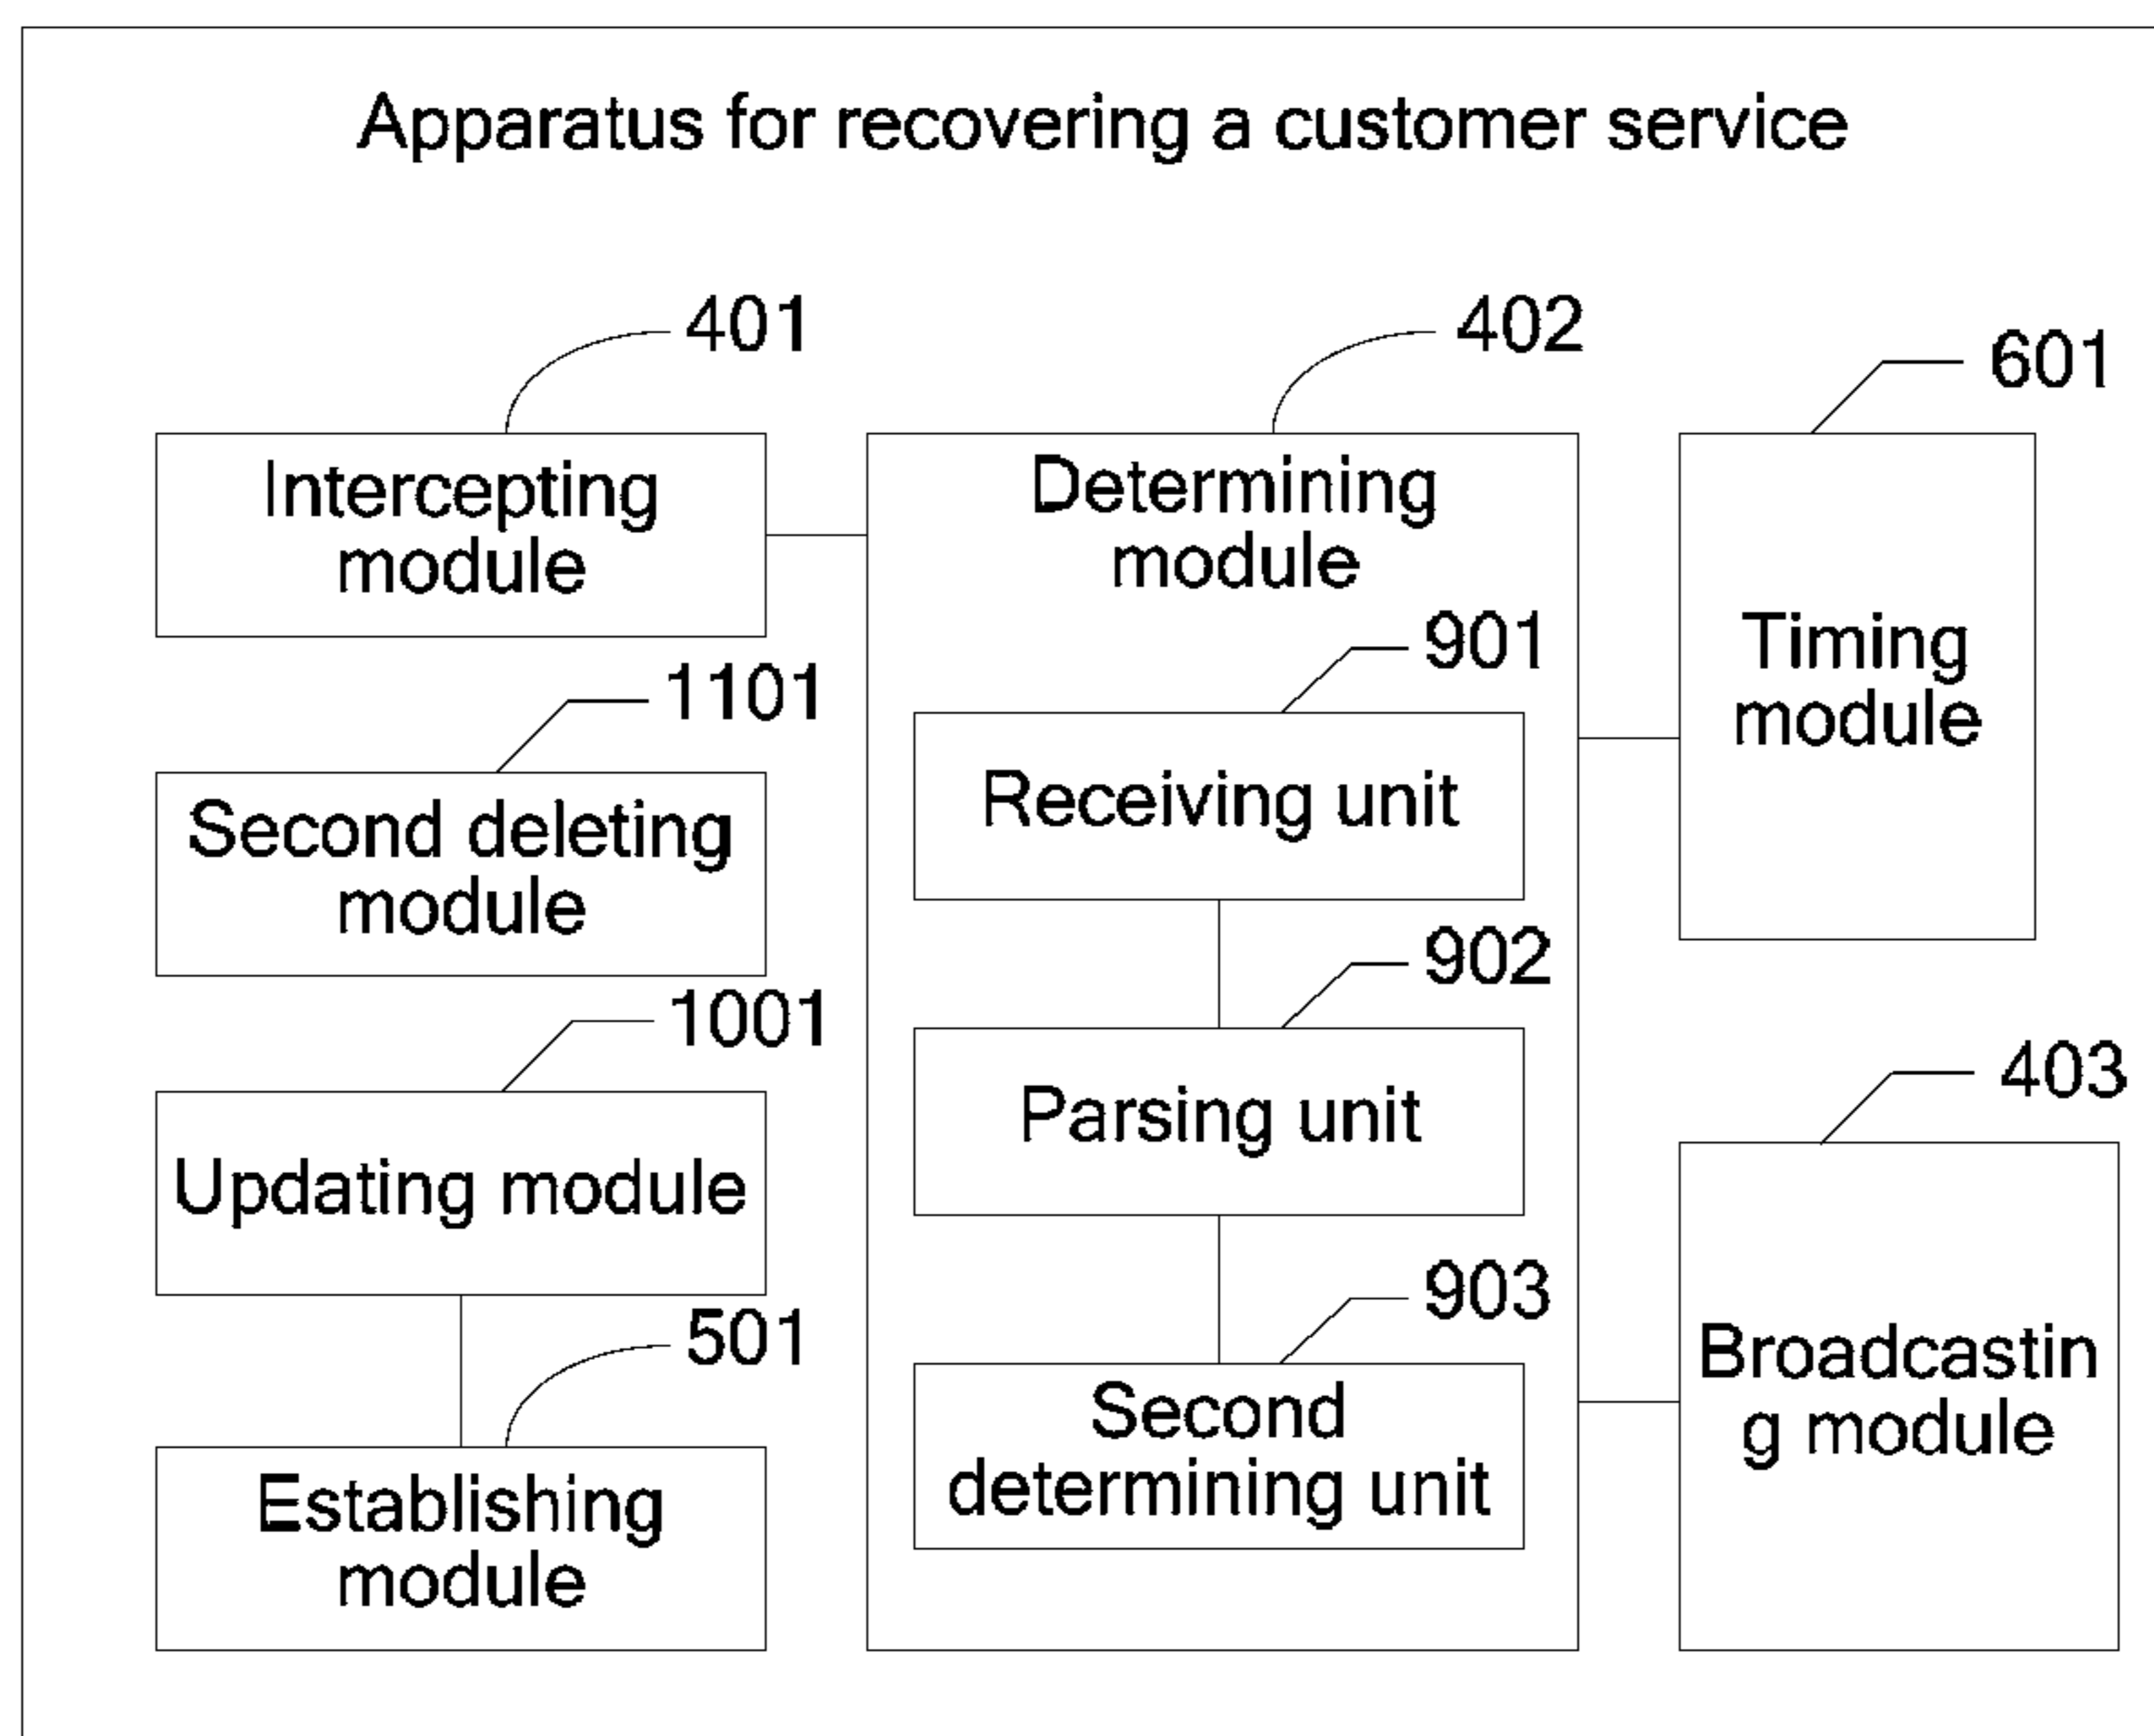 Apparatus for recovering a customer service
401
402
601
Intercepting
module
Determining
module
Timing
module
901
Receiving unit
1101
Second deleting
module
902
Parsing unit
1001
Updating module
403
Broadcastin
g module
903
Second
determining unit
501
Establishing
module